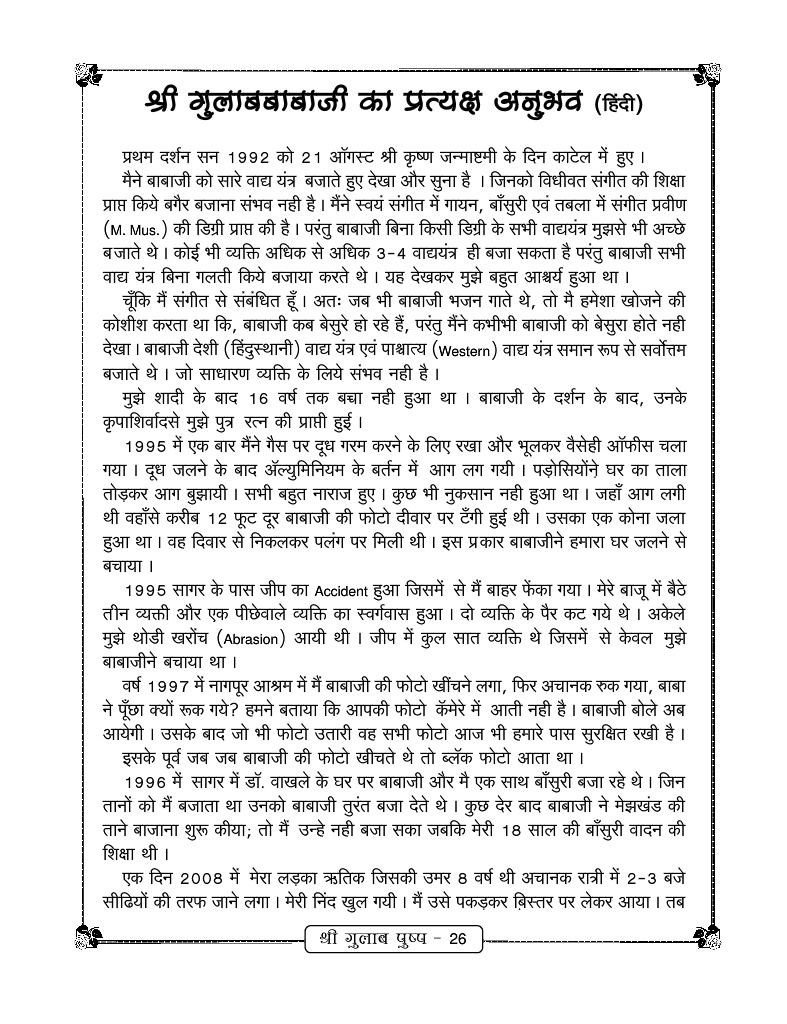 श्री गुलाबबाबाजी का प्रत्यक्ष अनुभव (हिंदी)
प्रथम दर्शन सन 1992 को 21 ऑगस्ट श्री कृष्ण जन्माष्टमी के दिन काटेल में हुए ।
मैने बाबाजी को सारे वाद्य यंत्र बजाते हुए देखा और सुना है । जिनको विधीवत संगीत की शिक्षा
प्राप्त किये बगैर बजाना संभव नही है । मैंने स्वयं संगीत में गायन, बाँसुरी एवं तबला में संगीत प्रवीण
(M. Mus.) की डिग्री प्राप्त की है । परंतु बाबाजी बिना किसी डिग्री के सभी वाद्ययंत्र मुझसे भी अच्छे
बजाते थे । कोई भी व्यक्ति अधिक से अधिक 3-4 वाद्ययंत्र ही बजा सकता है परंतु बाबाजी सभी
वाद्य यंत्र बिना गलती किये बजाया करते थे । यह देखकर मुझे बहुत आश्चर्य हुआ था ।
चूँकि मैं संगीत से संबंधित हूँ । अतः जब भी बाबाजी भजन गाते थे, तो मै हमेशा खोजने की
कोशीश करता था कि, बाबाजी कब बेसुरे हो रहे हैं, परंतु मैंने कभीभी बाबाजी को बेसुरा होते नही
देखा । बाबाजी देशी (हिंदुस्थानी) वाद्य यंत्र एवं पाश्चात्य (Western) वाद्य यंत्र समान रूप से सर्वोत्तम
बजाते थे । जो साधारण व्यक्ति के लिये संभव नही है ।
मुझे शादी के बाद 16 वर्ष तक बच्चा नही हुआ था । बाबाजी के दर्शन के बाद, उनके
कृपाशिर्वादसे मुझे पुत्र रत्न की प्राप्ती हुई ।
1995 में एक बार मैंने गैस पर दूध गरम करने के लिए रखा और भूलकर वैसेही ऑफीस चला
गया । दूध जलने के बाद ॲल्युमिनियम के बर्तन में आग लग गयी । पड़ोसियोंने़ घर का ताला
तोड़कर आग बुझायी । सभी बहुत नाराज हुए । कुछ भी नुकसान नही हुआ था । जहाँ आग लगी
थी वहाँसे करीब 12 फूट दूर बाबाजी की फोटो दीवार पर टँगी हुई थी । उसका एक कोना जला
हुआ था । वह दिवार से निकलकर पलंग पर मिली थी । इस प्रकार बाबाजीने हमारा घर जलने से
बचाया ।
1995 सागर के पास जीप का Accident हुआ जिसमें से मैं बाहर फेंका गया । मेरे बाजू में बैठे
तीन व्यक्ती और एक पीछेवाले व्यक्ति का स्वर्गवास हुआ । दो व्यक्ति के पैर कट गये थे । अकेले
मुझे थोडी खरोंच (Abrasion) आयी थी । जीप में कुल सात व्यक्ति थे जिसमें से केवल मुझे
बाबाजीने बचाया था ।
वर्ष 1997 में नागपूर आश्रम में मैं बाबाजी की फोटो खींचने लगा, फिर अचानक रुक गया, बाबा
ने पूँछा क्यों रूक गये? हमने बताया कि आपकी फोटो कॅमेरे में आती नही है । बाबाजी बोले अब
आयेगी । उसके बाद जो भी फोटो उतारी वह सभी फोटो आज भी हमारे पास सुरक्षित रखी है ।
इसके पूर्व जब जब बाबाजी की फोटो खीचते थे तो ब्लॅक फोटो आता था ।
1996 में सागर में डॉ. वाखले के घर पर बाबाजी और मै एक साथ बाँसुरी बजा रहे थे । जिन
तानों को मैं बजाता था उनको बाबाजी तुरंत बजा देते थे । कुछ देर बाद बाबाजी ने मेझखंड की
ताने बाजाना शुरू कीया; तो मैं उन्हे नही बजा सका जबकि मेरी 18 साल की बाँसुरी वादन की
शिक्षा थी ।
एक दिन 2008 में मेरा लड़का ऋतिक जिसकी उमर 8 वर्ष थी अचानक रात्री में 2-3 बजे
सीढियों की तरफ जाने लगा । मेरी निंद खुल गयी । मैं उसे पकड़कर बि़स्तर पर लेकर आया । तब
श्री गुलाब पुष्प - 26